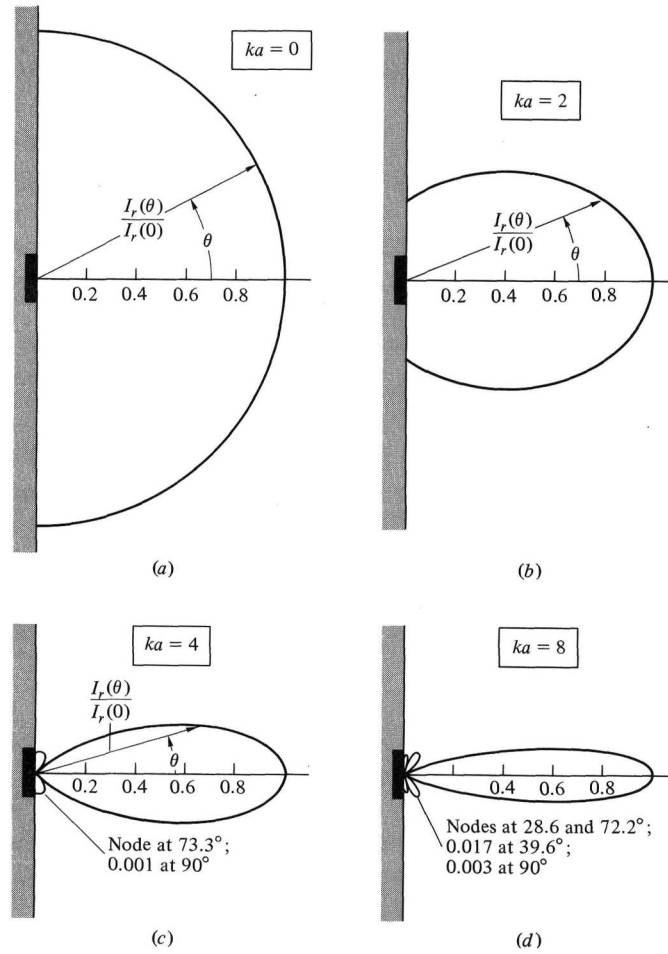 ka = 0
I_r(θ)
I_r(0)
θ
0.2 0.4 0.6 0.8
(a)
ka = 2
I_r(θ)
I_r(0)
θ
0.2 0.4 0.6 0.8
(b)
ka = 4
I_r(θ)
I_r(0)
θ
0.2 0.4 0.6 0.8
Node at 73.3°;
0.001 at 90°
(c)
ka = 8
0.4 0.6 0.8
Nodes at 28.6 and 72.2°;
0.017 at 39.6°;
0.003 at 90°
(d)